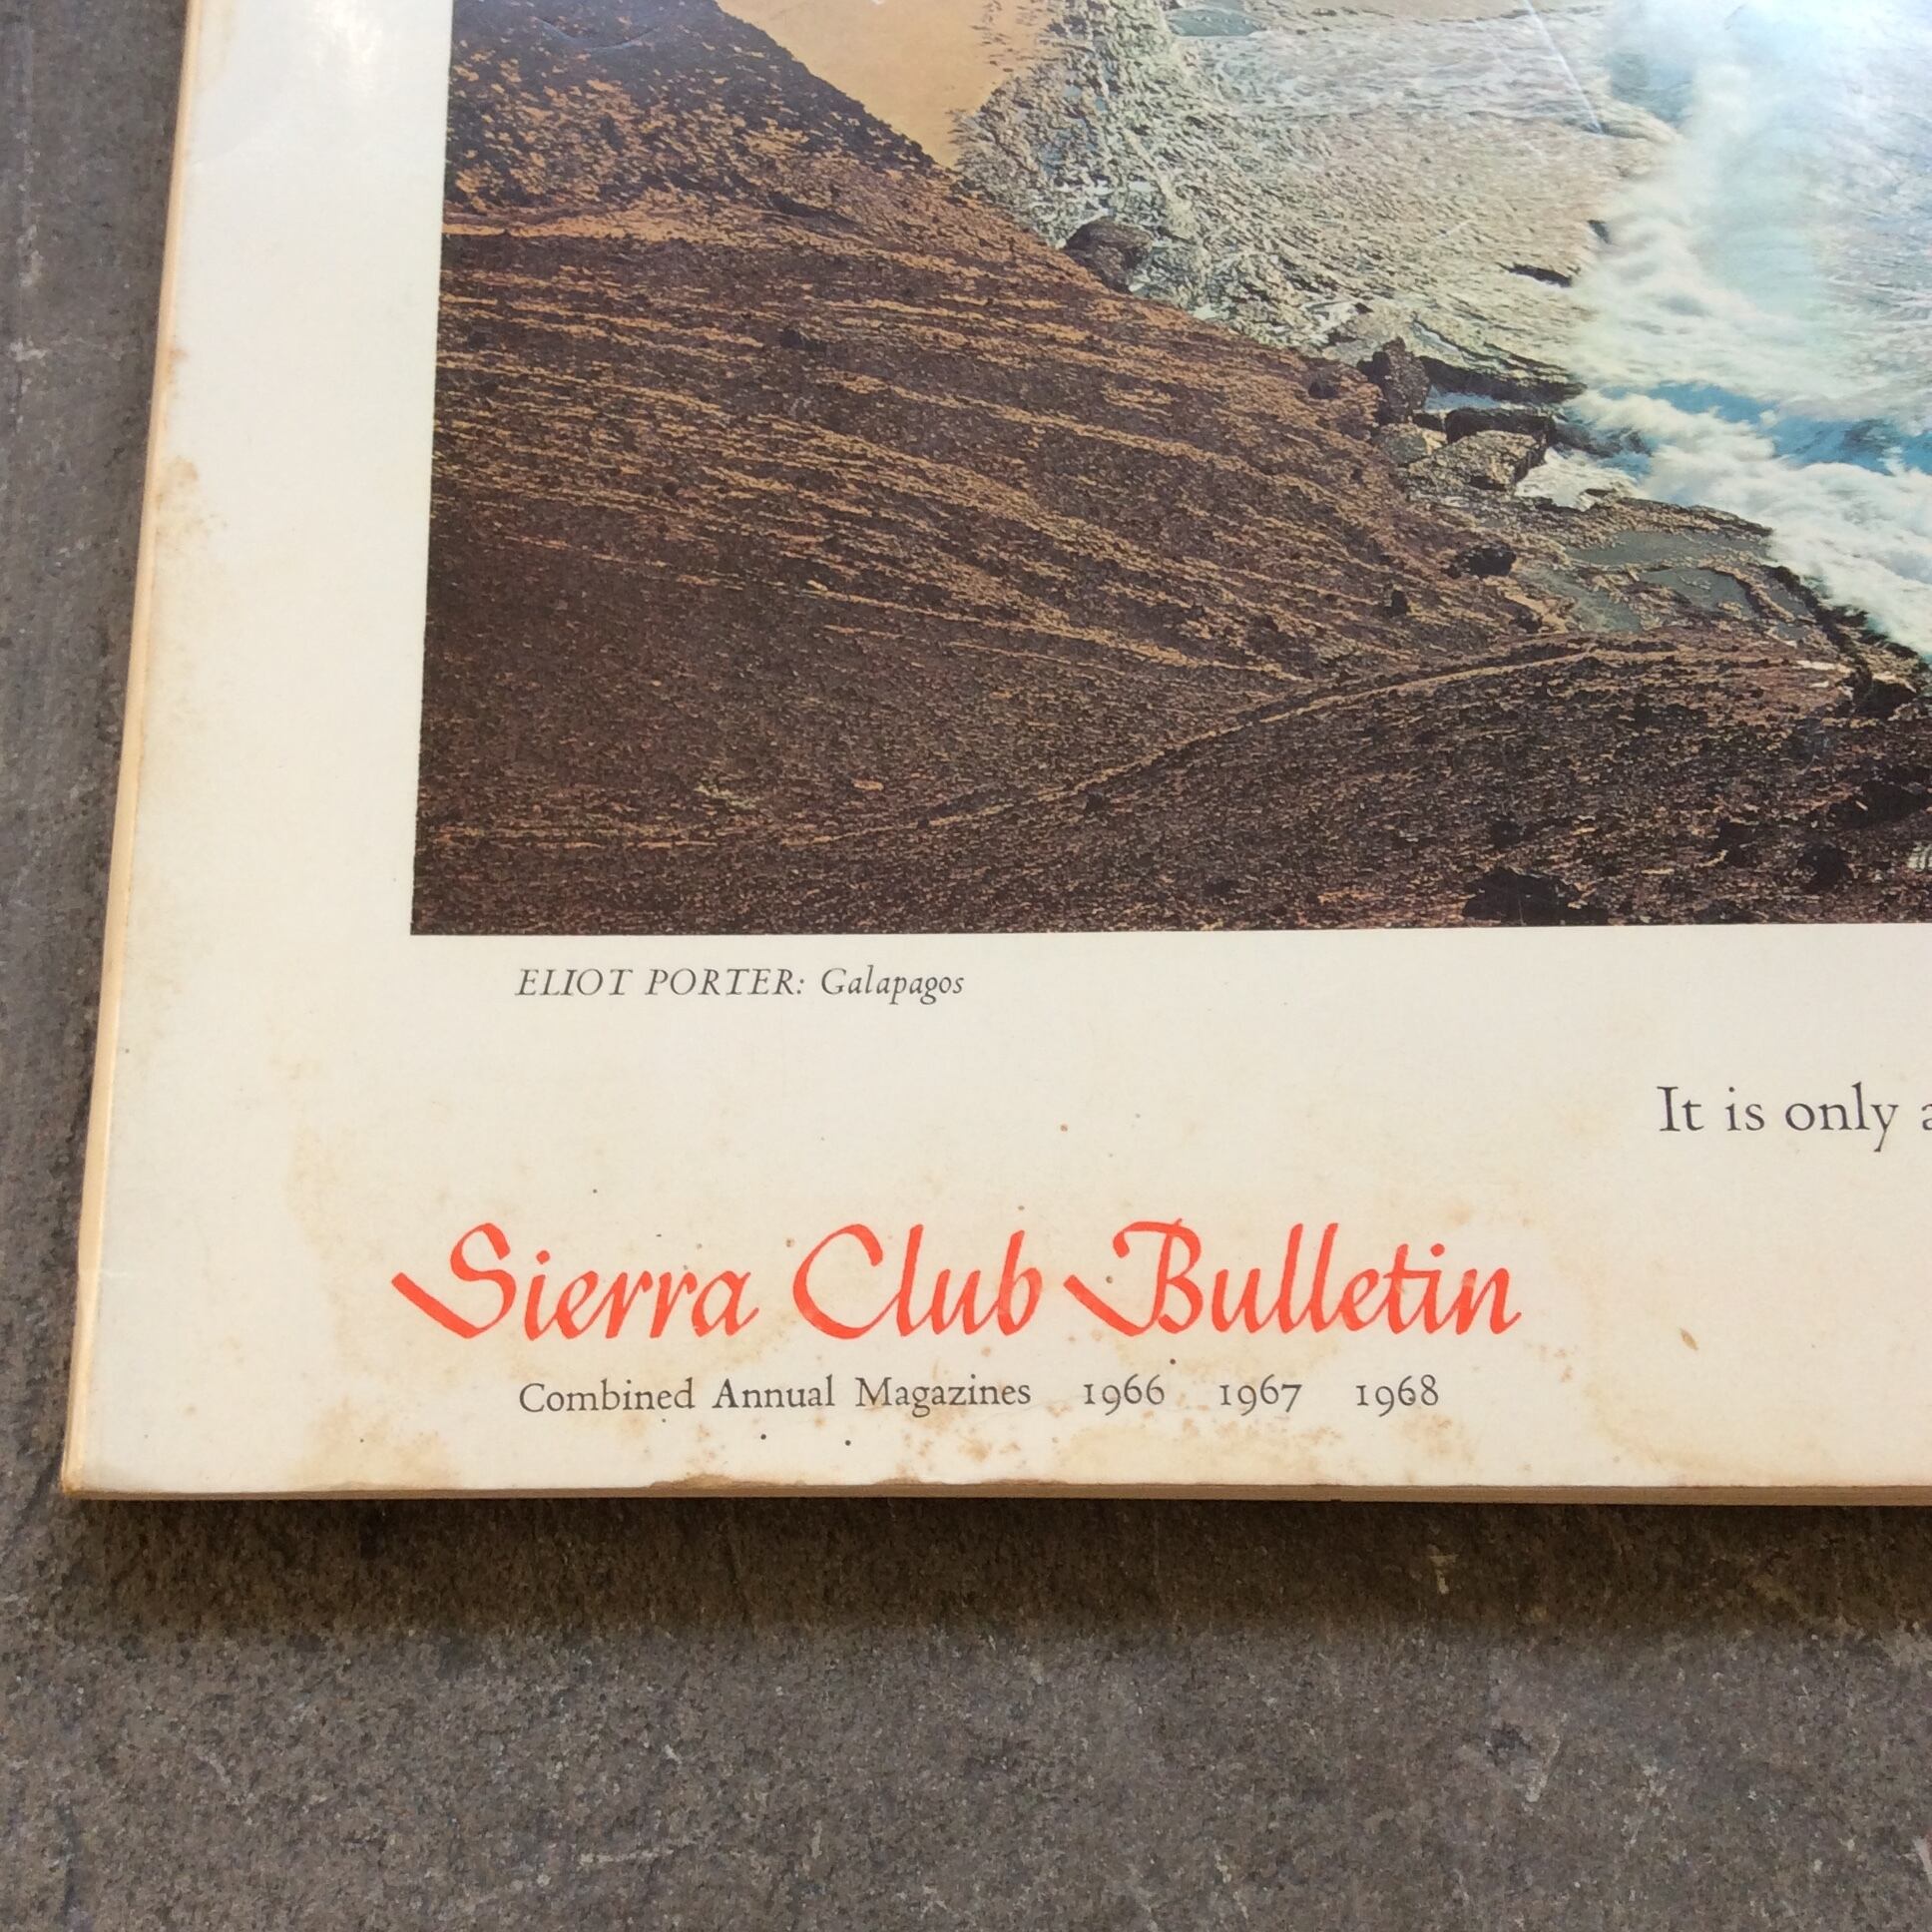 ELIOT PORTER: Galapagos
It is only
Sierra Club Bulletin
Combined Annual Magazines 1966 1967 1968